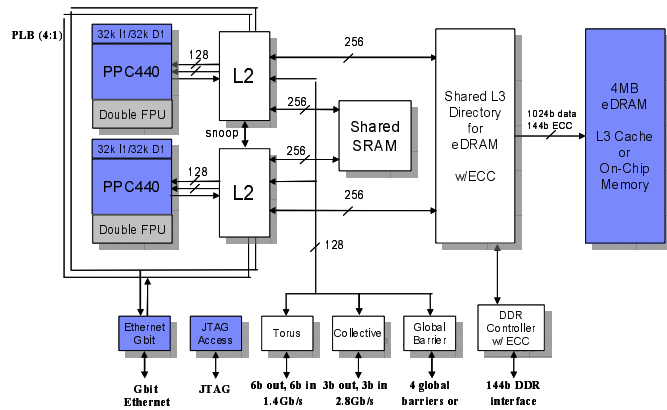 PLB (4:1)
32k I1/32k D1
PPC440
Double FPU
128
L2
256
snoop
256
Shared
SRAM
256
32k I1/32k D1
PPC440
Double FPU
128
L2
256
128
Shared L3
Directory
for
eDRAM
w/ECC
1024b data
144b ECC
4MB
eDRAM
L3 Cache
or
On-Chip
Memory
Ethernet
Gbit
JTAG
Access
Torus
Collective
Global
Barrier
DDR
Controller
w/ ECC
Gbit
Ethernet
JTAG
6b out, 6b in
1.4Gb/s
3b out, 3b in
2.8Gb/s
4 global
barriers or
144b DDR
interface